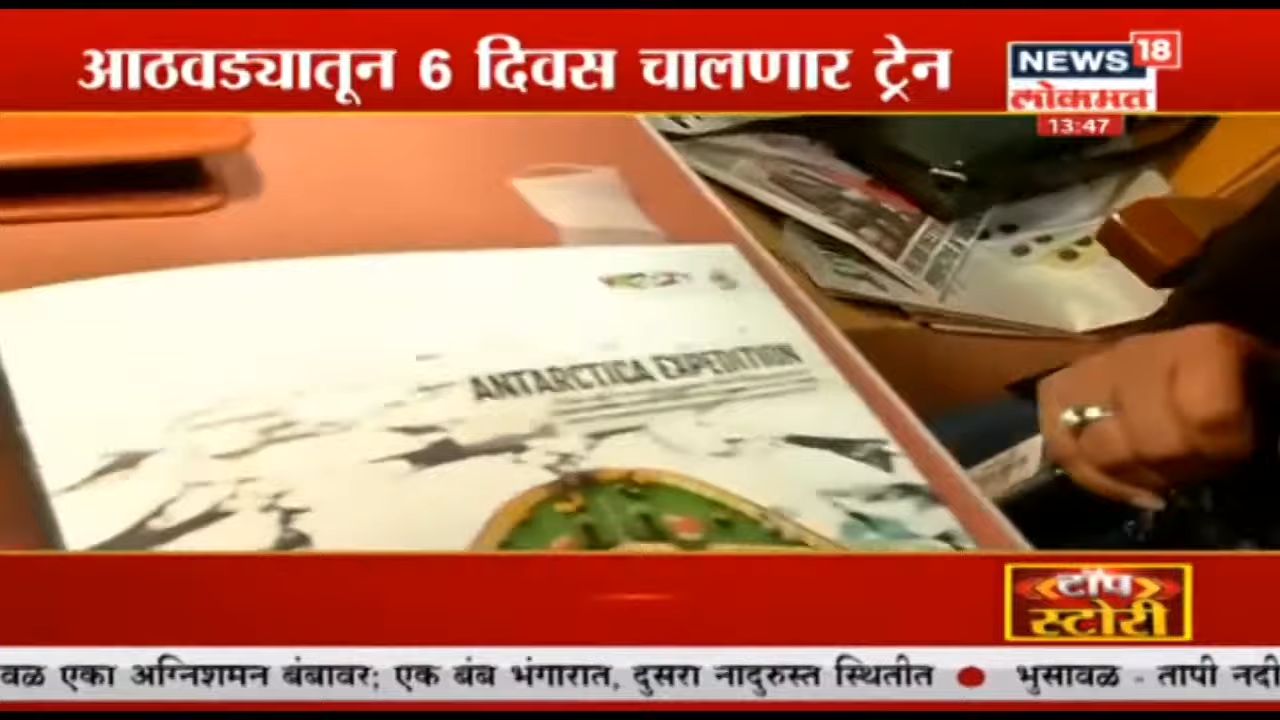 आठवड्यातून 6 दिवस चालणार ट्रेन
NEWS 18
लोकमत
13:47
ANTARCTICA EXPEDITION
टॉप
स्टोरी
वळ एका अग्निशमन बंबावर; एक बंब भंगारात, दुसरा नादुरुस्त स्थितीत ● भुसावळ - तापी नदी